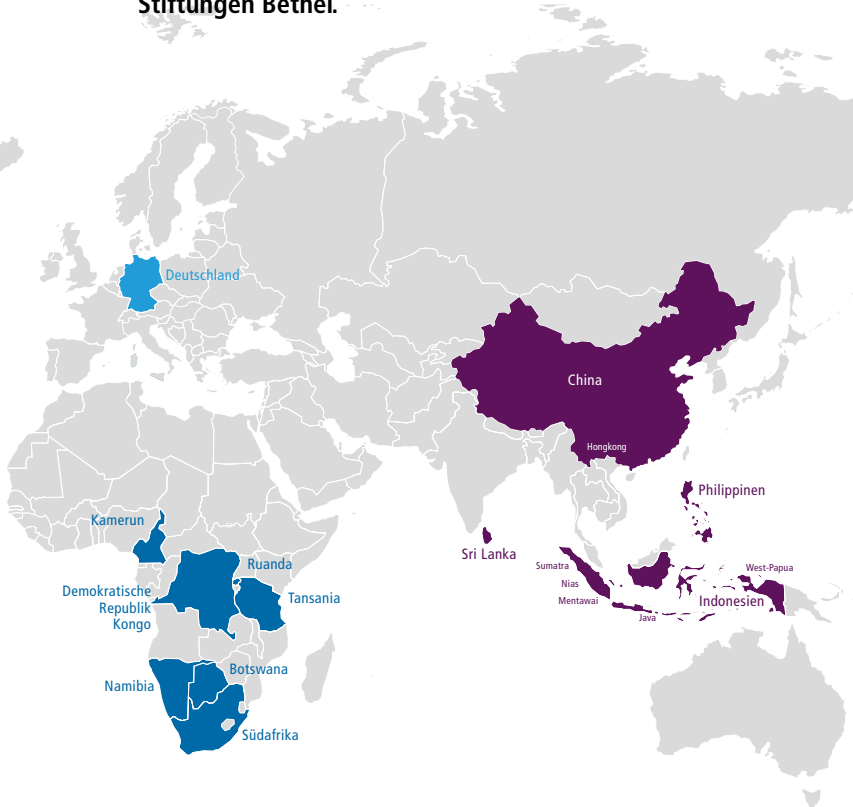 Stiftungen Bethel.
Deutschland
China
Hongkong
Philippinen
Kamerun
Sri Lanka
Ruanda
Sumatra
West-Papua
Nias
Demokratische
Republik
Kongo
Tansania
Mentawai
Indonesien
Java
Botswana
Namibia
Südafrika